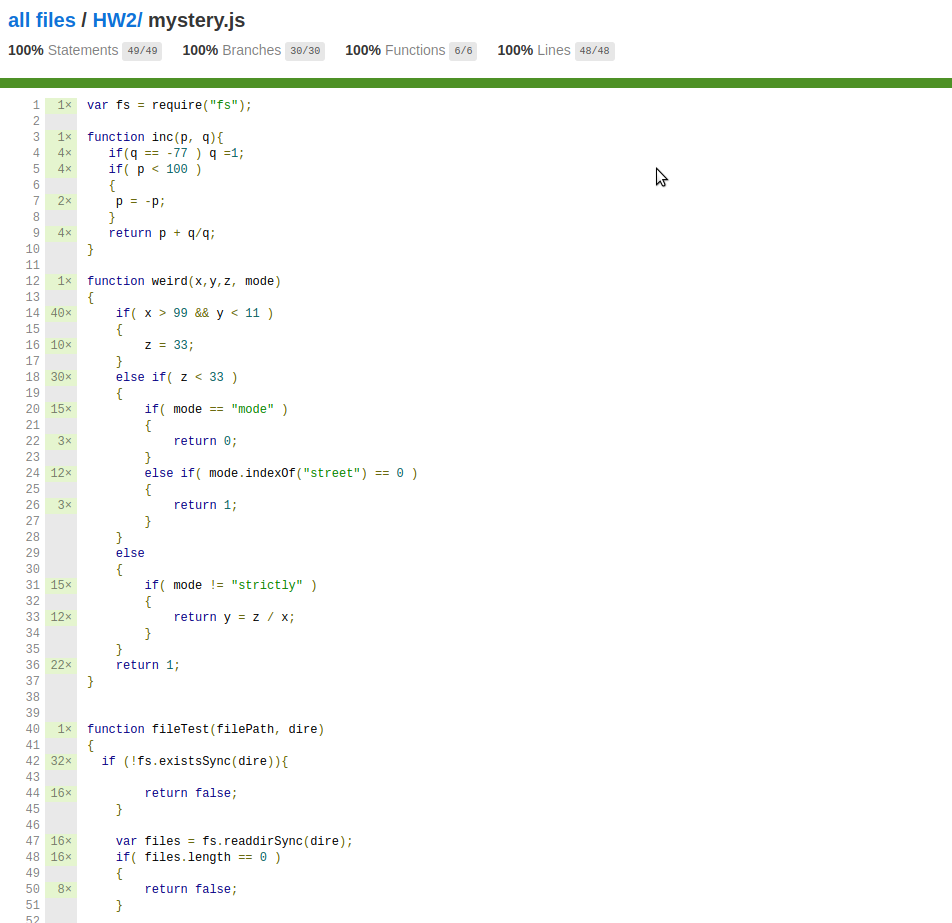 all files / HW2/ mystery.js
100% Statements 49/49 100% Branches 30/30 100% Functions 6/6 100% Lines 48/48
1 1× var fs = require("fs");
2
3 1× function inc(p, q){
4 4× if(q == -77 ) q =1;
5 4× if( p < 100 )
6 {
7 2× p = -p;
8 }
9 4× return p + q/q;
10 }
11
12 1× function weird(x,y,z, mode)
13 {
14 40× if( x > 99 && y < 11 )
15 {
16 10× z = 33;
17 }
18 30× else if( z < 33 )
19 {
20 15× if( mode == "mode" )
21 {
22 3× return 0;
23 }
24 12× else if( mode.indexOf("street") == 0 )
25 {
26 3× return 1;
27 }
28 }
29 else
30 {
31 15× if( mode != "strictly" )
32 {
33 12× return y = z / x;
34 }
35 }
36 22× return 1;
37 }
38
39
40 1× function fileTest(filePath, dire)
41 {
42 32× if (!fs.existsSync(dire)){
43
44 16× return false;
45 }
46
47 16× var files = fs.readdirSync(dire);
48 16× if( files.length == 0 )
49 {
50 8× return false;
51 }
52